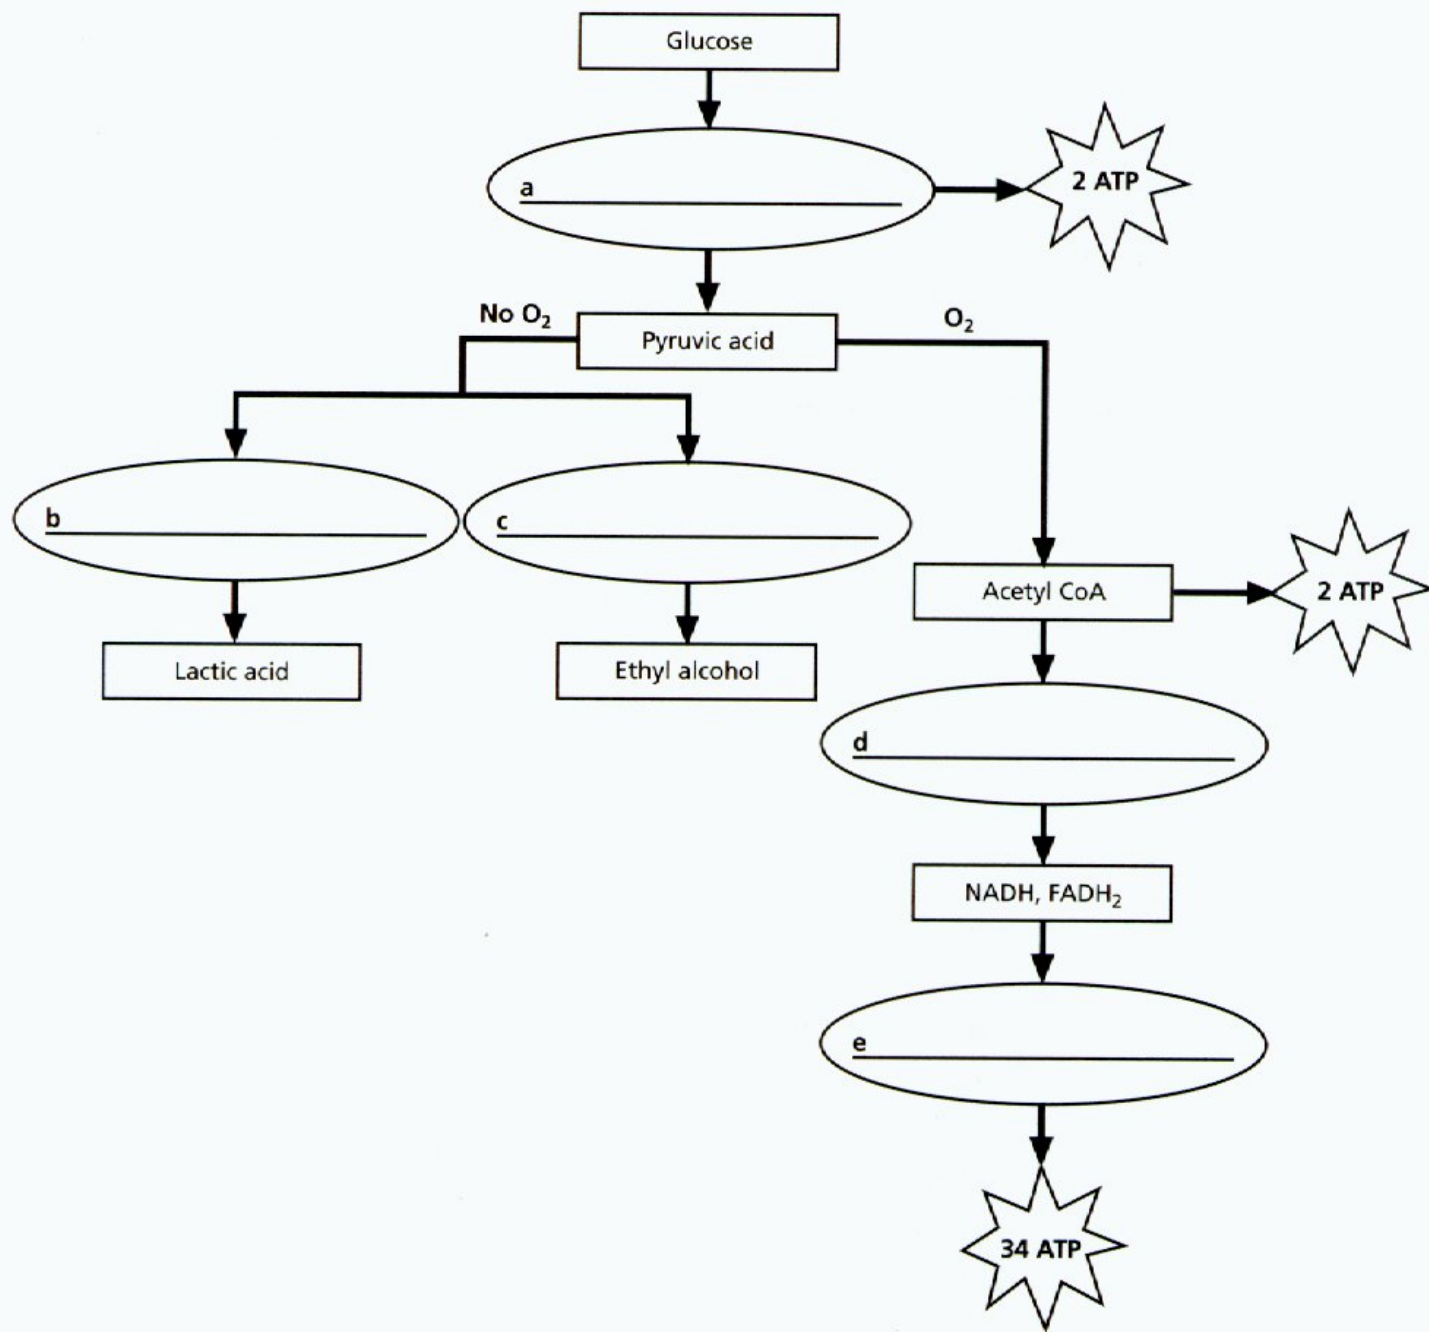 Glucose
a
2 ATP
No O₂
Pyruvic acid
O₂
b
c
Acetyl CoA
2 ATP
Lactic acid
Ethyl alcohol
d
NADH, FADH₂
e
34 ATP